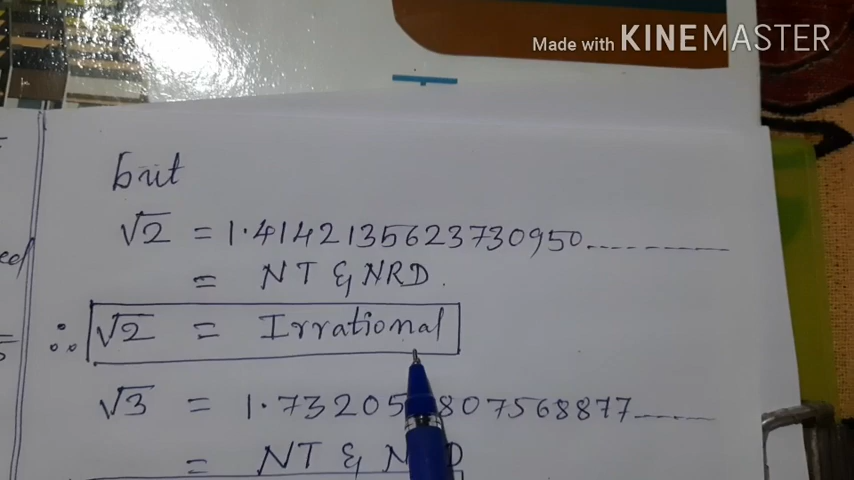 Made with KINEMASTER
but
√2 = 1.4142135623730950.........
= NT & NRD.
∴ √2 = Irrational
√3 = 1.73205 807568877......
= NT & N D